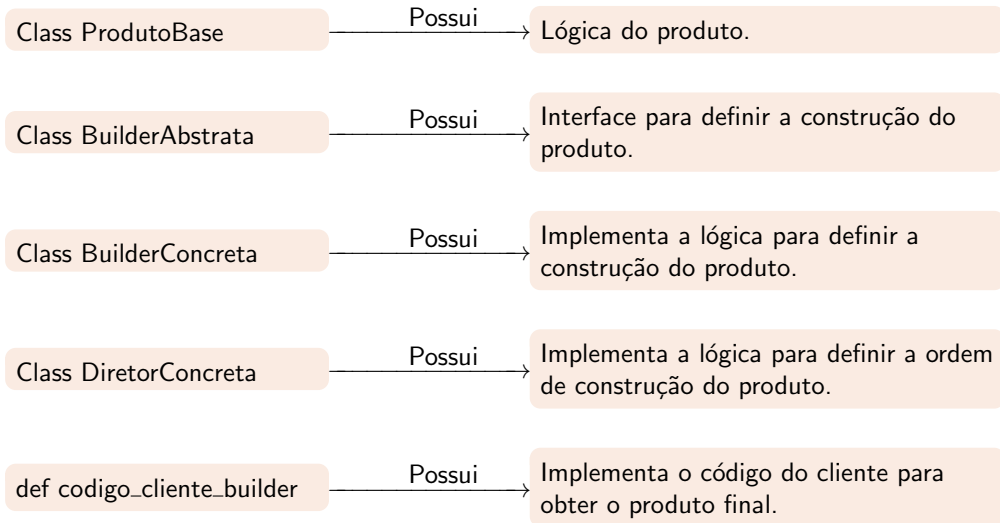 Class ProdutoBase
Possui
Lógica do produto.
Class BuilderAbstrata
Possui
Interface para definir a construção do
produto.
Class BuilderConcreta
Possui
Implementa a lógica para definir a
construção do produto.
Class DiretorConcreta
Possui
Implementa a lógica para definir a ordem
de construção do produto.
def codigo_cliente_builder
Possui
Implementa o código do cliente para
obter o produto final.